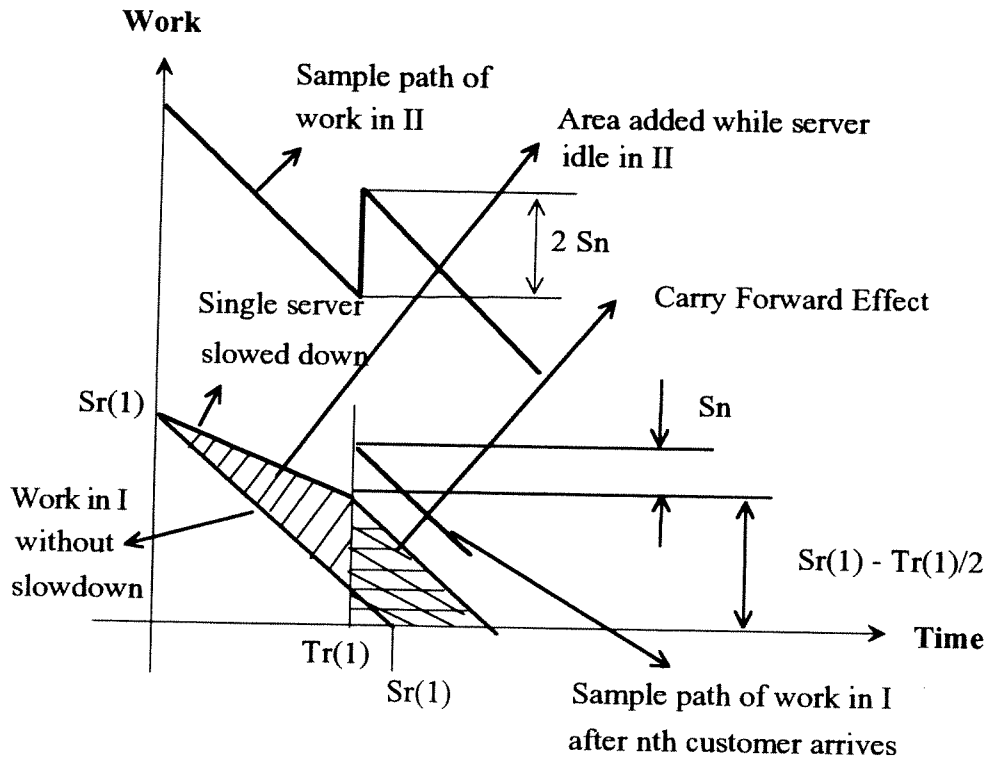 Work
Sample path of
work in II
Area added while server
idle in II
2 Sn
Single server
slowed down
Carry Forward Effect
Sr(1)
Sn
Work in I
without
slowdown
Sr(1) - Tr(1)/2
Tr(1)
Time
Sr(1)
Sample path of work in I
after nth customer arrives